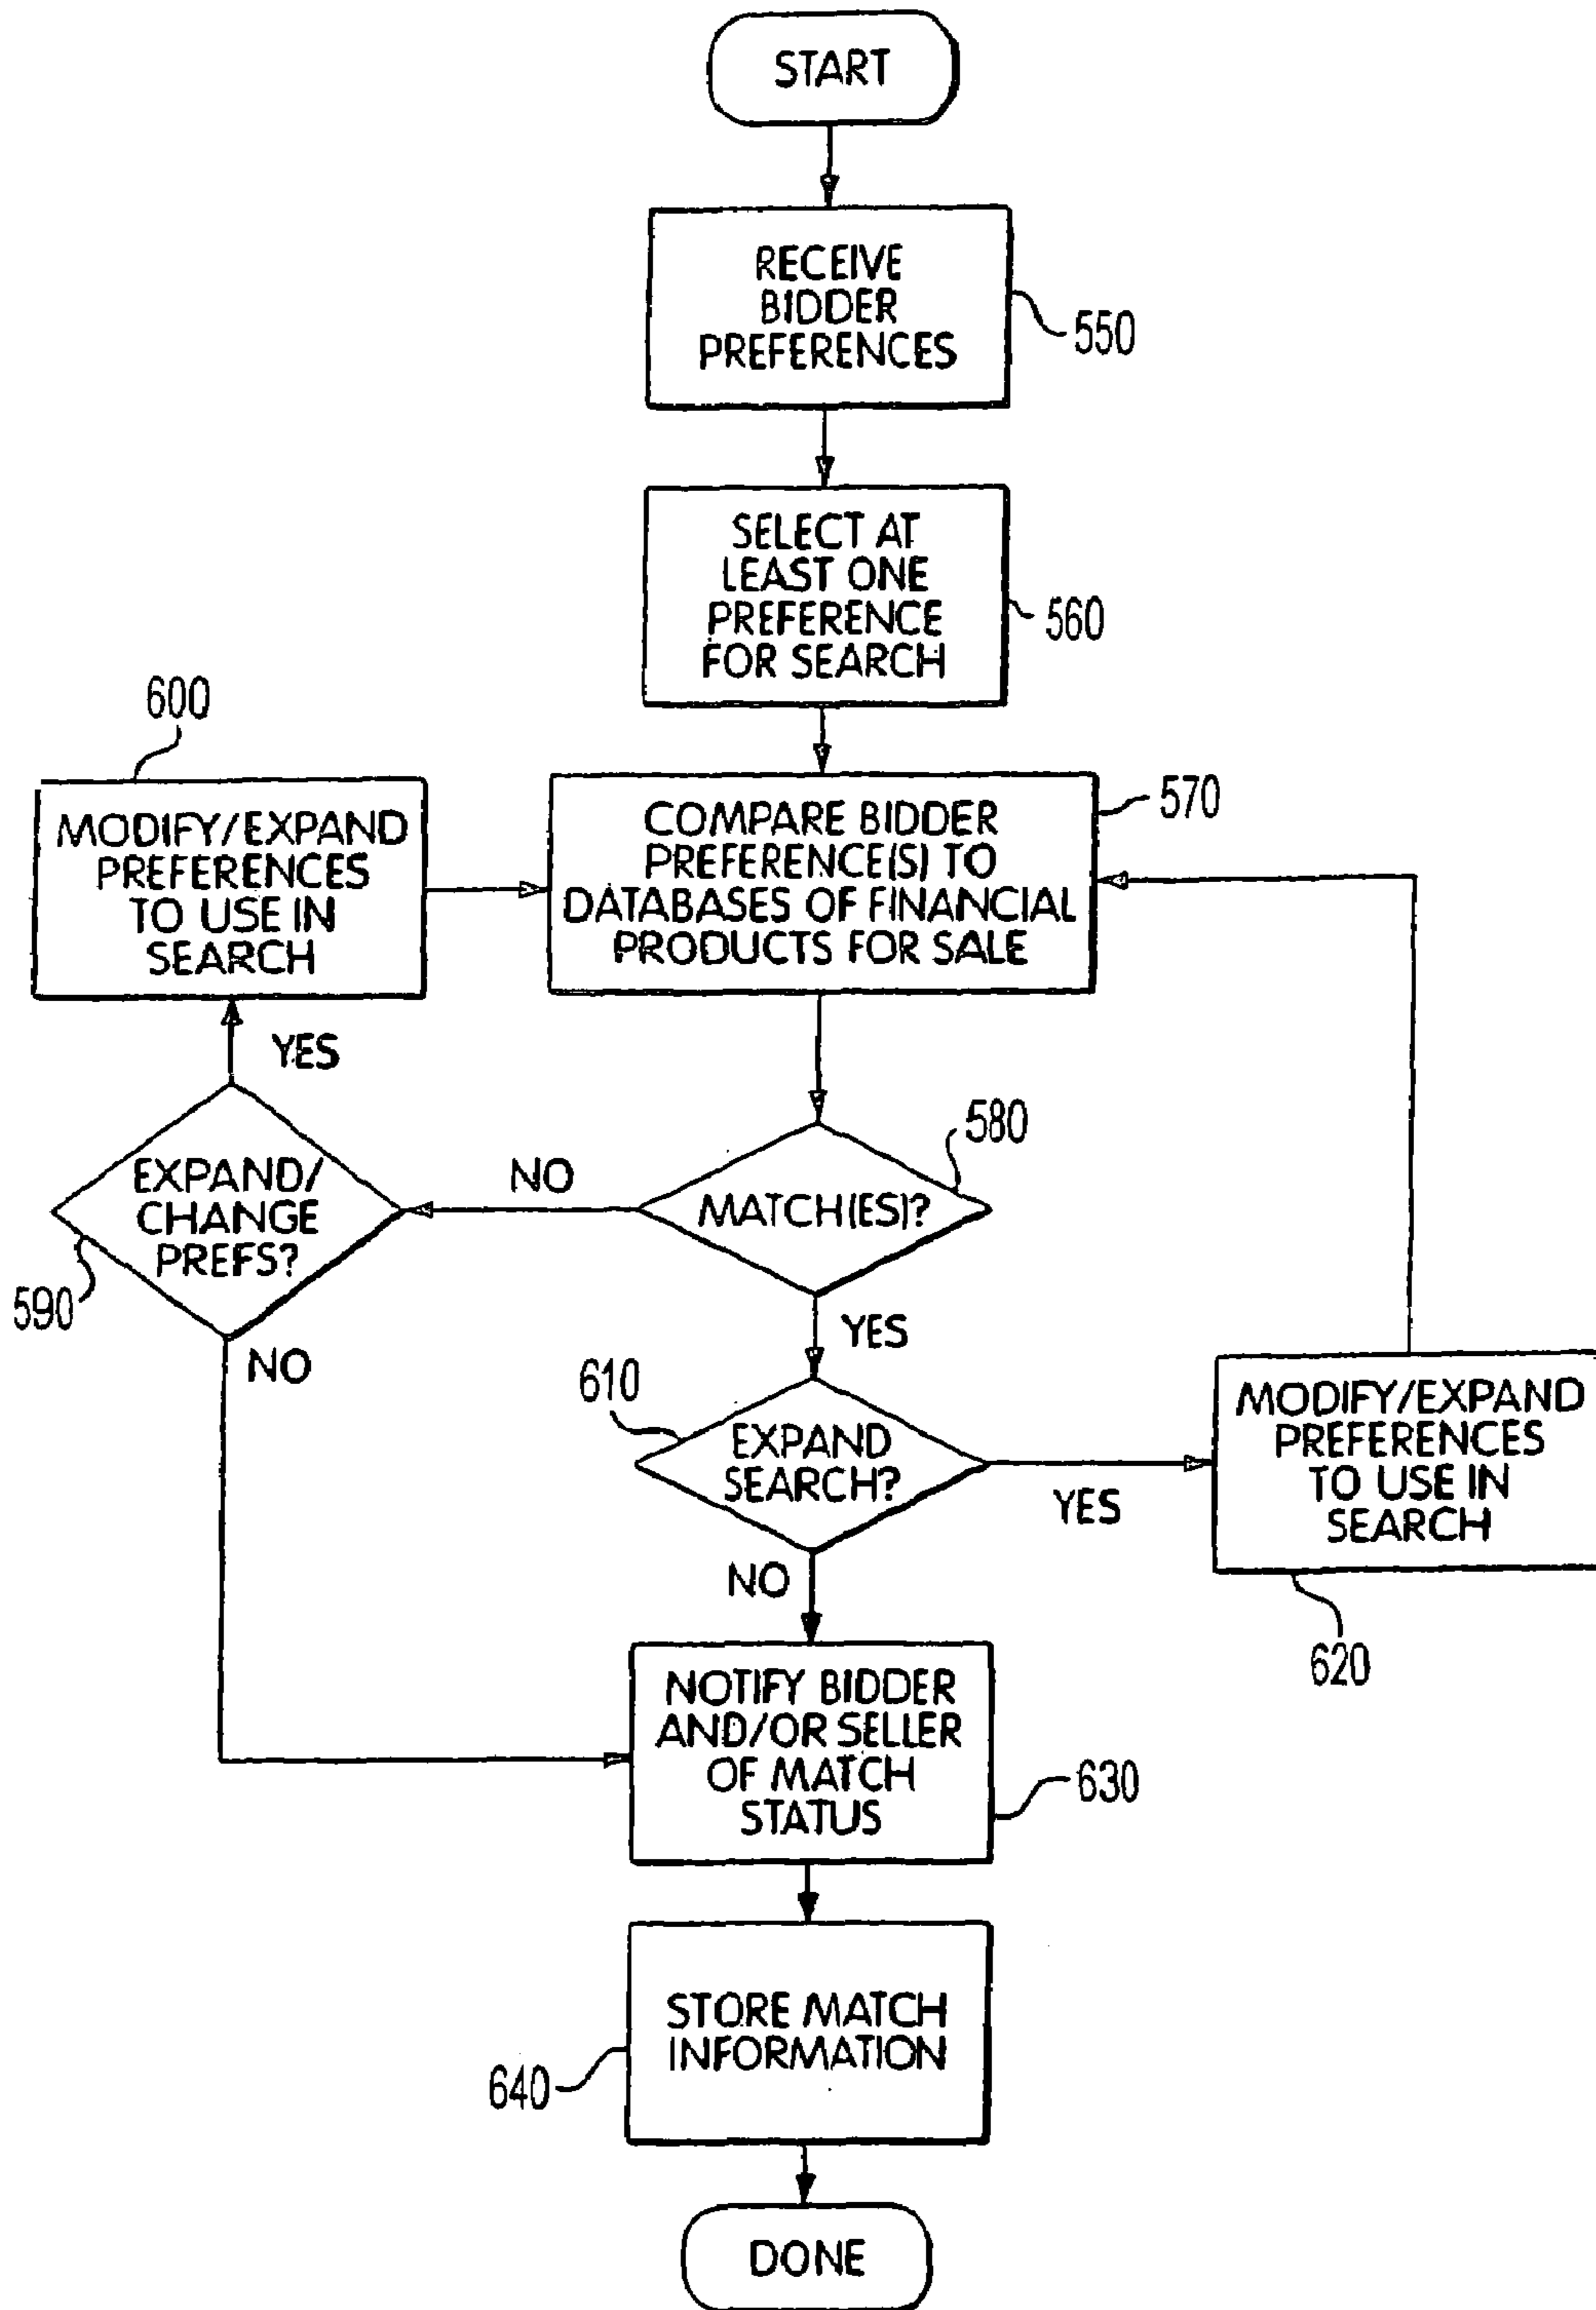 START
RECEIVE
BIDDER
PREFERENCES
550
SELECT AT
LEAST ONE
PREFERENCE
FOR SEARCH
560
600
MODIFY/EXPAND
PREFERENCES
TO USE IN
SEARCH
COMPARE BIDDER
PREFERENCE(S) TO
DATABASES OF FINANCIAL
PRODUCTS FOR SALE
570
YES
EXPAND/
CHANGE
PREFS?
590
NO
NO
MATCH(ES)?
580
YES
610
EXPAND
SEARCH?
YES
NO
MODIFY/EXPAND
PREFERENCES
TO USE IN
SEARCH
620
NOTIFY BIDDER
AND/OR SELLER
OF MATCH
STATUS
630
STORE MATCH
INFORMATION
640
DONE